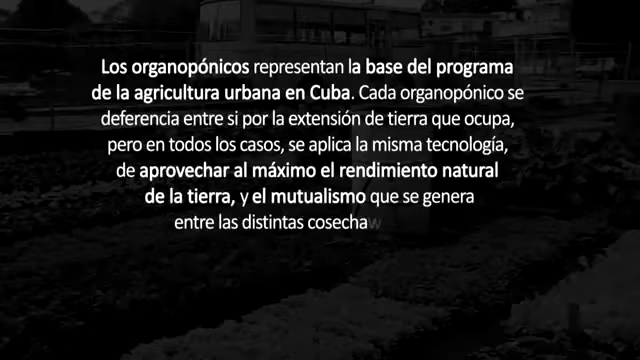 Los organopónicos representan la base del programa
de la agricultura urbana en Cuba. Cada organopónico se
deferencia entre si por la extensión de tierra que ocupa,
pero en todos los casos, se aplica la misma tecnología,
de aprovechar al máximo el rendimiento natural
de la tierra, y el mutualismo que se genera
entre las distintas cosecha